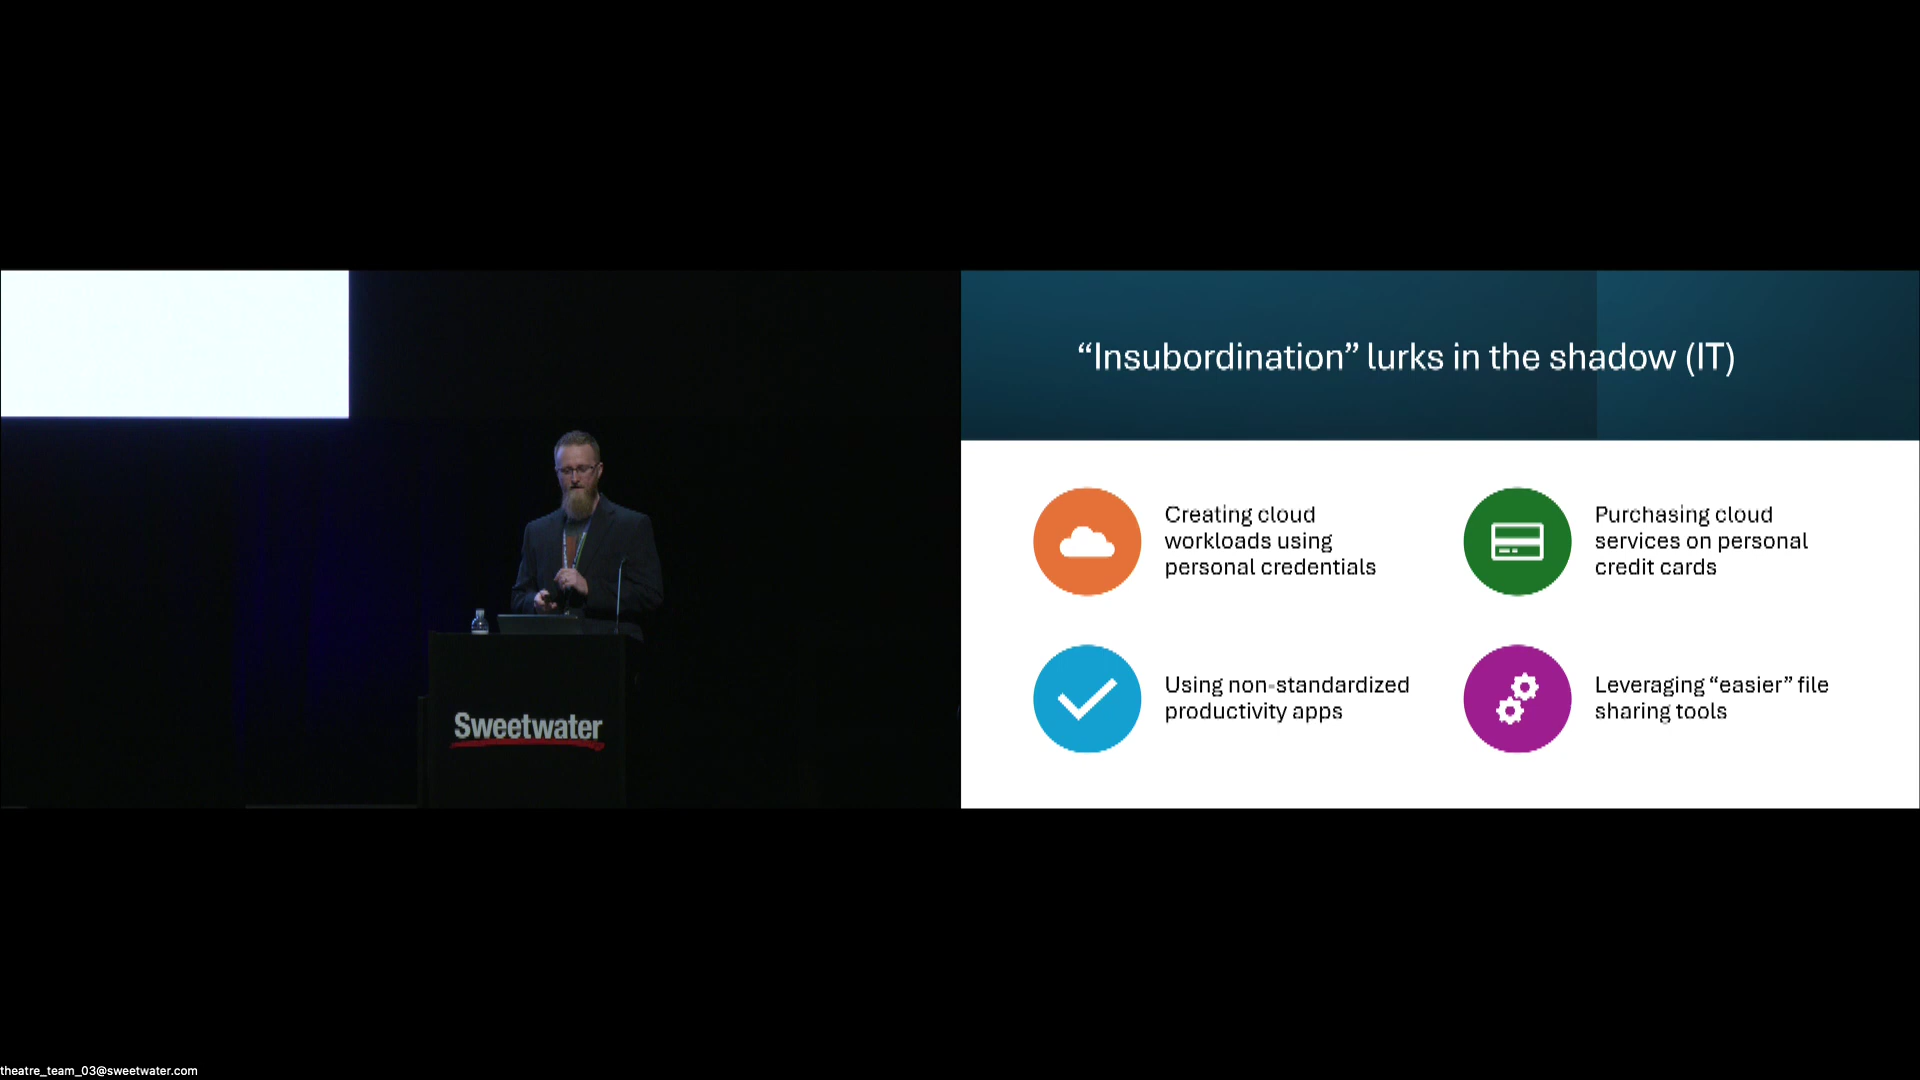 Sweetwater
“Insubordination” lurks in the shadow (IT)
Creating cloud
workloads using
personal credentials
Purchasing cloud
services on personal
credit cards
Using non-standardized
productivity apps
Leveraging “easier” file
sharing tools
theatre_team_03@sweetwater.com